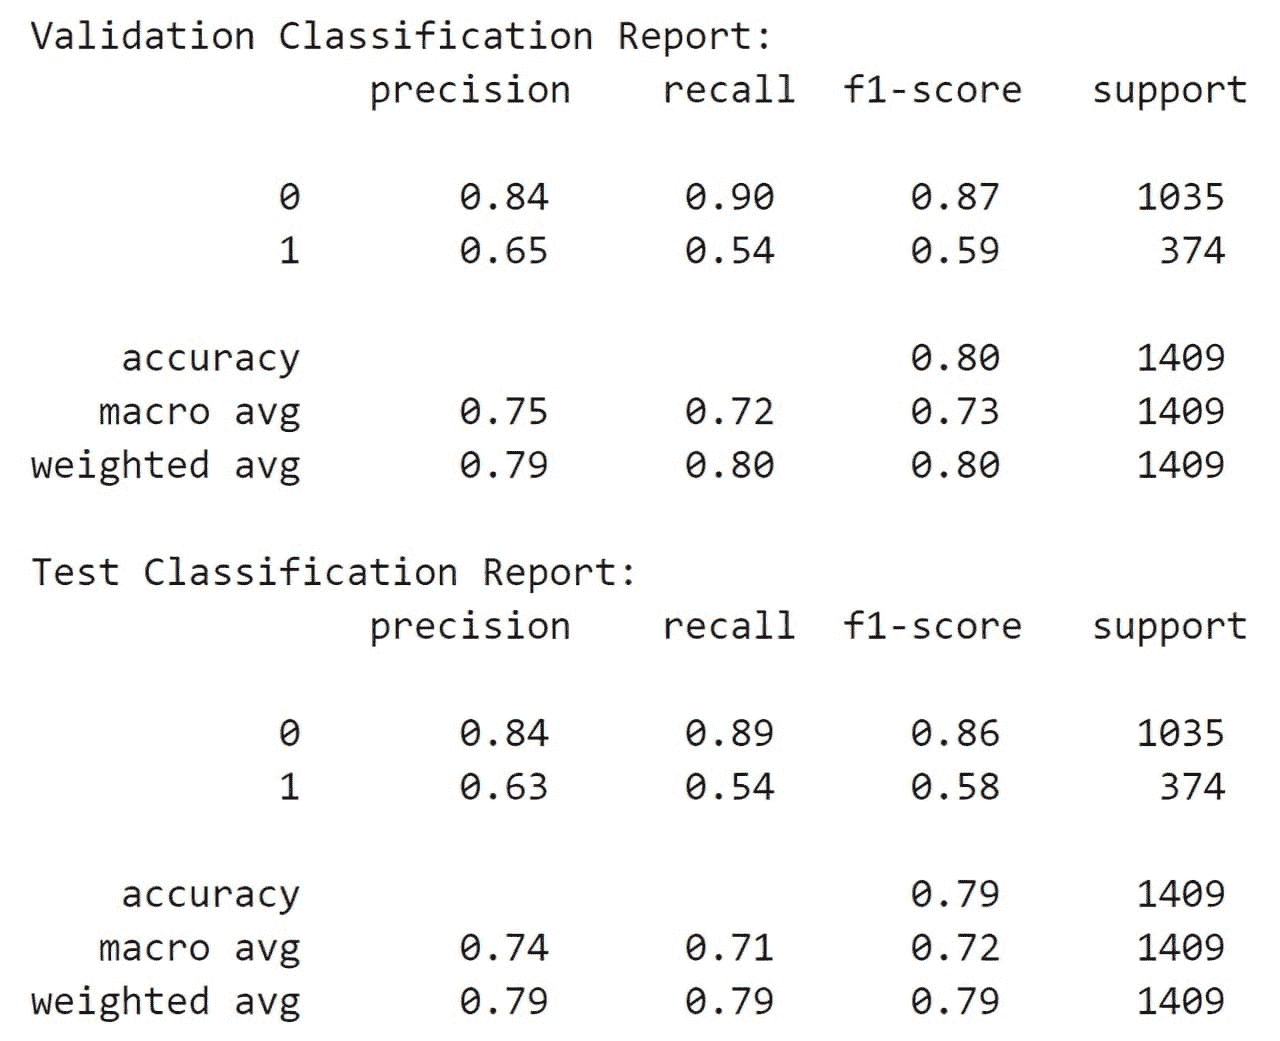 Validation Classification Report:
precision recall f1-score support
0 0.84 0.90 0.87 1035
1 0.65 0.54 0.59 374
accuracy 0.80 1409
macro avg 0.75 0.72 0.73 1409
weighted avg 0.79 0.80 0.80 1409
Test Classification Report:
precision recall f1-score support
0 0.84 0.89 0.86 1035
1 0.63 0.54 0.58 374
accuracy 0.79 1409
macro avg 0.74 0.71 0.72 1409
weighted avg 0.79 0.79 0.79 1409